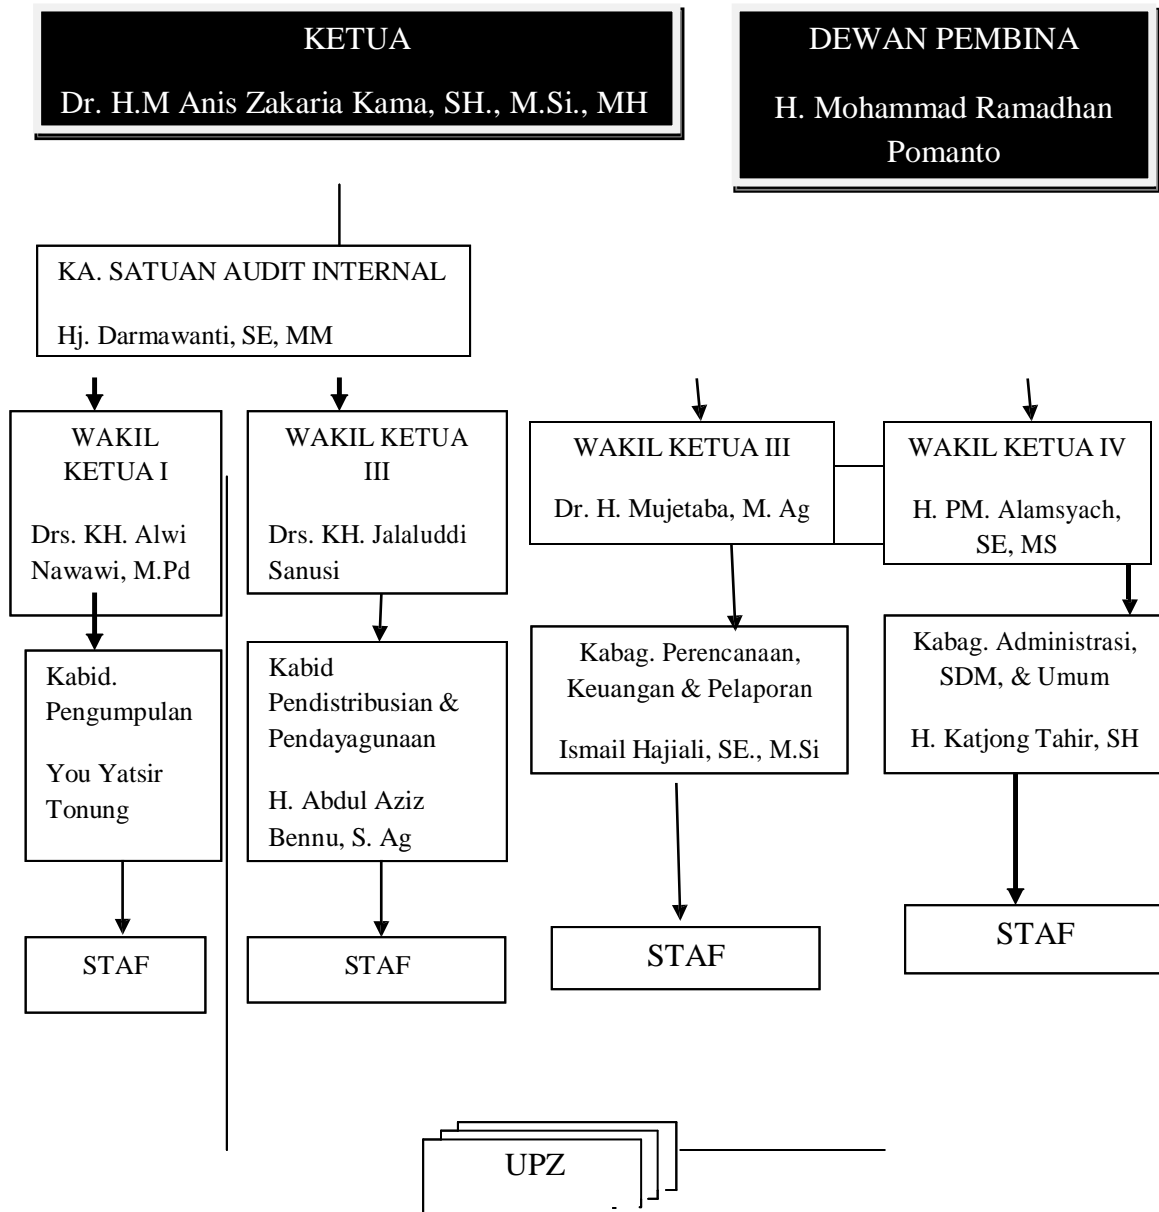 KETUA
Dr. H.M Anis Zakaria Kama, SH., M.Si., MH
DEWAN PEMBINA
H. Mohammad Ramadhan
Pomanto
KA. SATUAN AUDIT INTERNAL
Hj. Darmawanti, SE, MM
WAKIL
KETUA I
Drs. KH. Alwi
Nawawi, M.Pd
WAKIL KETUA
III
Drs. KH. Jalaluddi
Sanusi
WAKIL KETUA III
Dr. H. Mujetaba, M. Ag
WAKIL KETUA IV
H. PM. Alamsyach,
SE, MS
Kabid.
Pengumpulan
You Yatsir
Tonung
Kabid
Pendistribusian &
Pendayagunaan
H. Abdul Aziz
Bennu, S. Ag
Kabag. Perencanaan,
Keuangan & Pelaporan
Ismail Hajiali, SE., M.Si
Kabag. Administrasi,
SDM, & Umum
H. Katjong Tahir, SH
STAF
STAF
STAF
STAF
UPZ